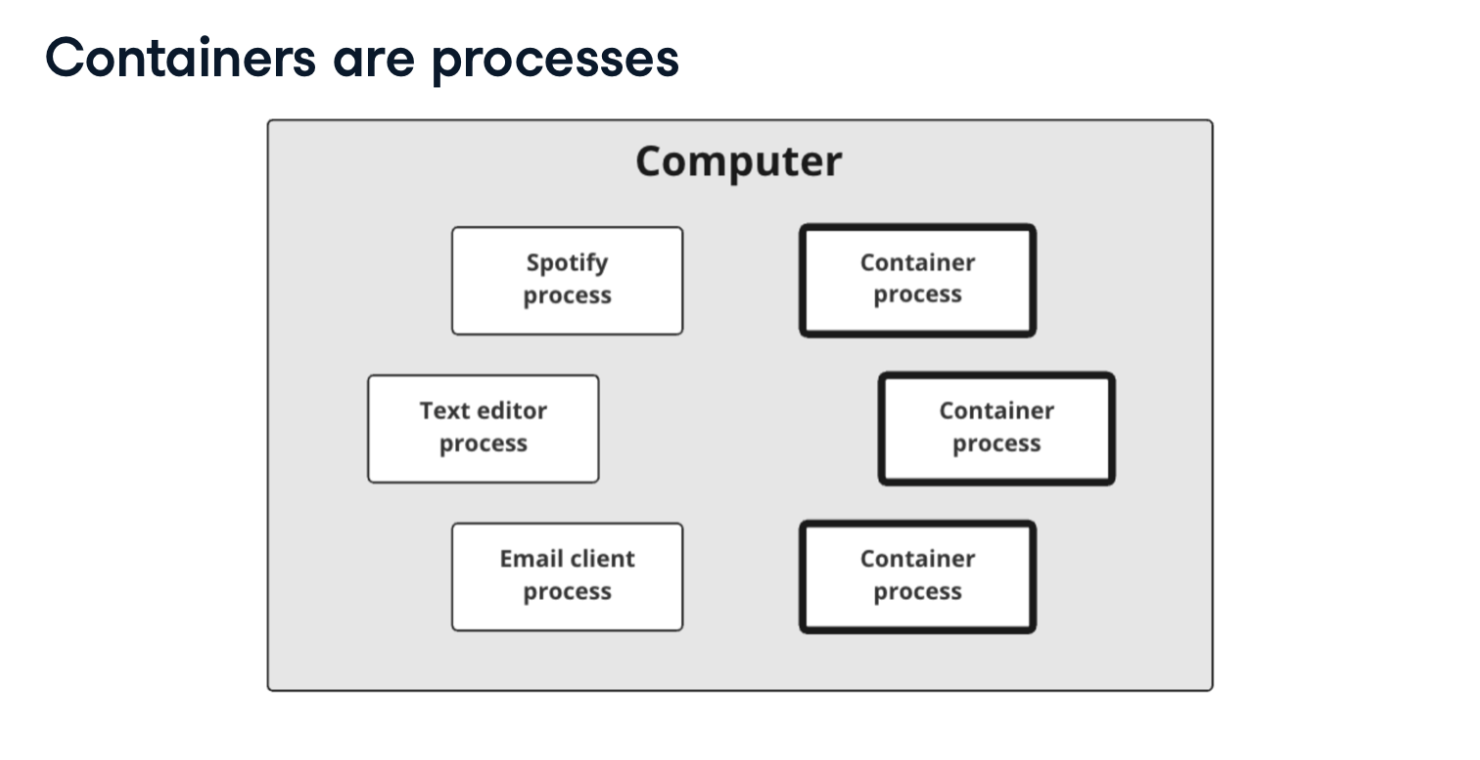 Containers are processes
Computer
Spotify
process
Container
process
Text editor
process
Container
process
Email client
process
Container
process